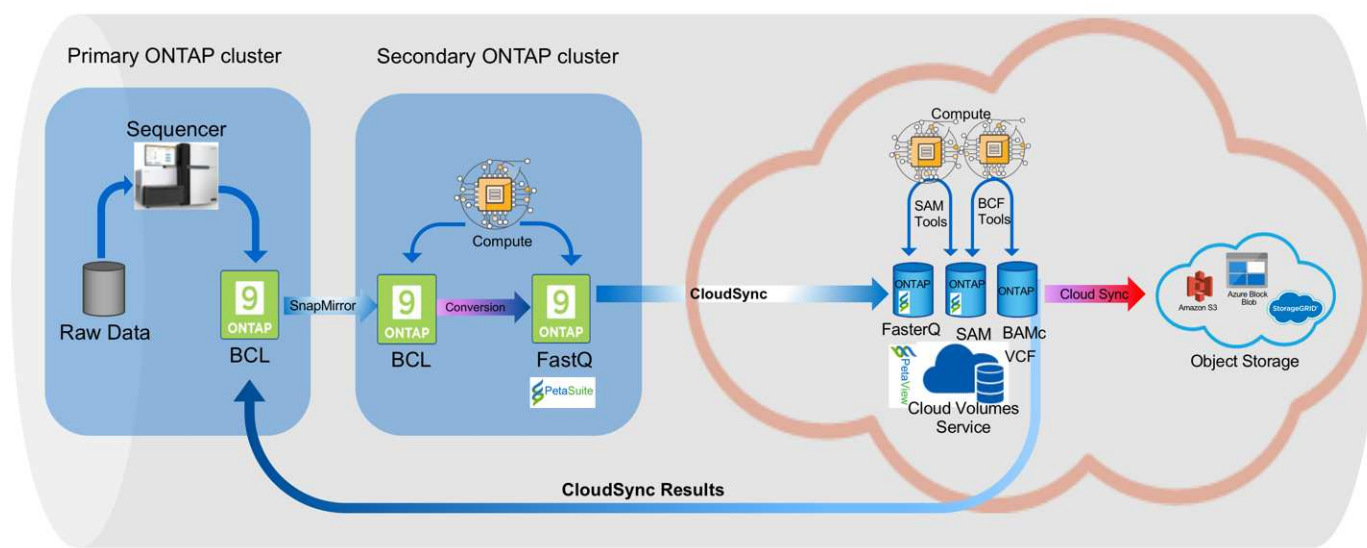 Primary ONTAP cluster
Secondary ONTAP cluster
Sequencer
Raw Data
9
ONTAP
BCL
SnapMirror
Compute
9
ONTAP
BCL
Conversion
9
ONTAP
FastQ
PetaSuite
CloudSync
Compute
SAM
Tools
BCF
Tools
ONTAP
FasterQ
ONTAP
SAM
ONTAP
BAMc
VCF
PetaView
Cloud Volumes
Service
Cloud Sync
Amazon S3
Azure Block
Blob
StorageGRID
Object Storage
CloudSync Results